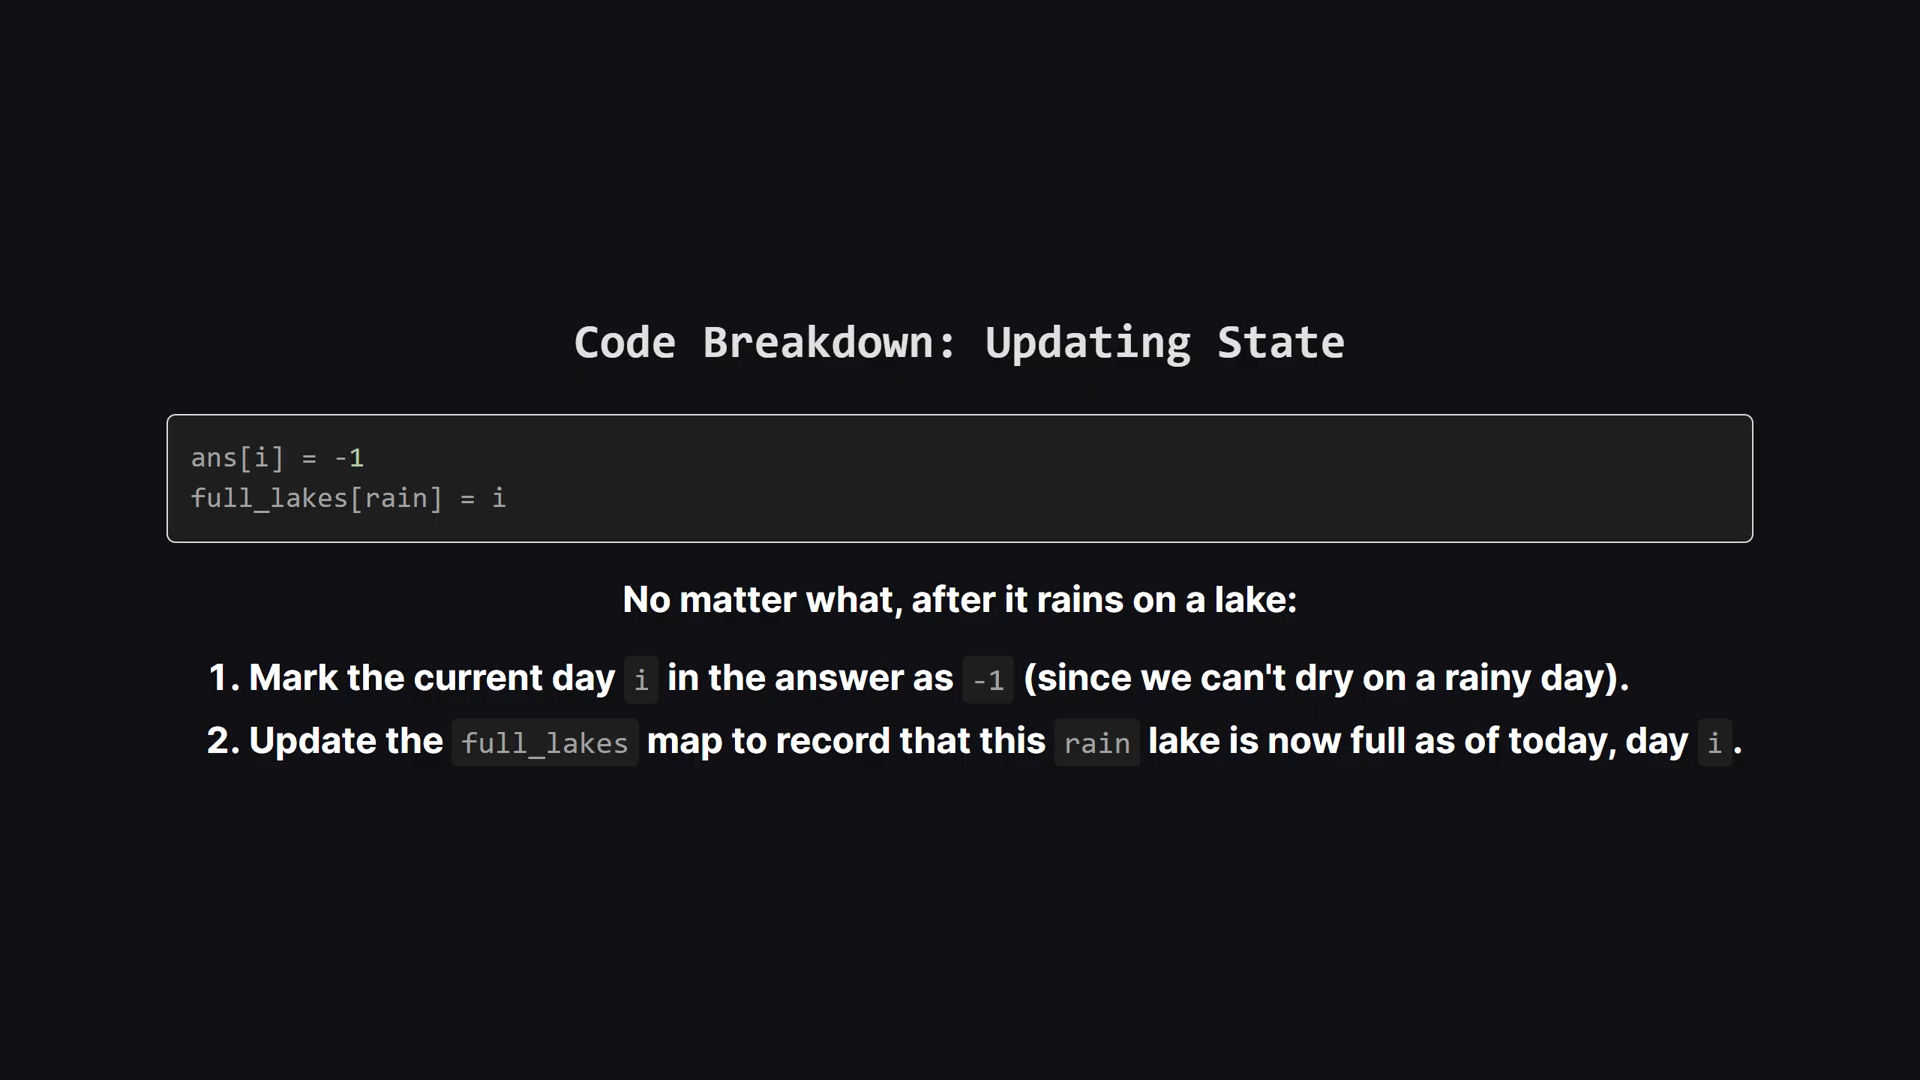 Code Breakdown: Updating State
ans[i] = -1
full_lakes[rain] = i
No matter what, after it rains on a lake:
1. Mark the current day i in the answer as -1 (since we can't dry on a rainy day).
2. Update the full_lakes map to record that this rain lake is now full as of today, day i.